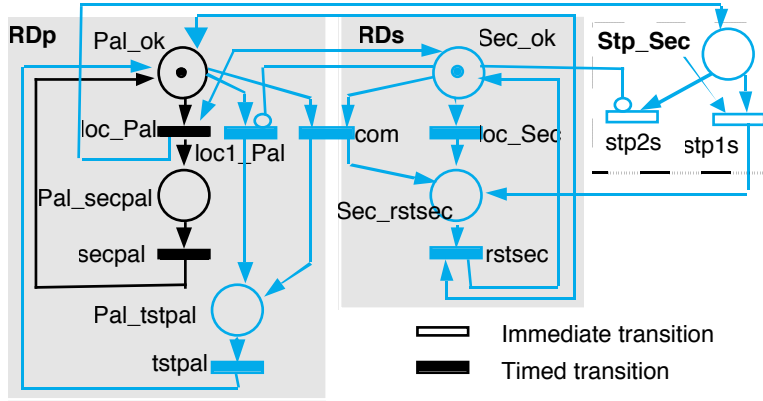 RDp
Pal_ok
RDs
Sec_ok
Stp_Sec
loc_Pal
loc1_Pal
com
loc_Sec
stp2s
stp1s
Pal_secpal
Sec_rstsec
secpal
rstsec
Pal_tstpal
tstpal
Immediate transition
Timed transition